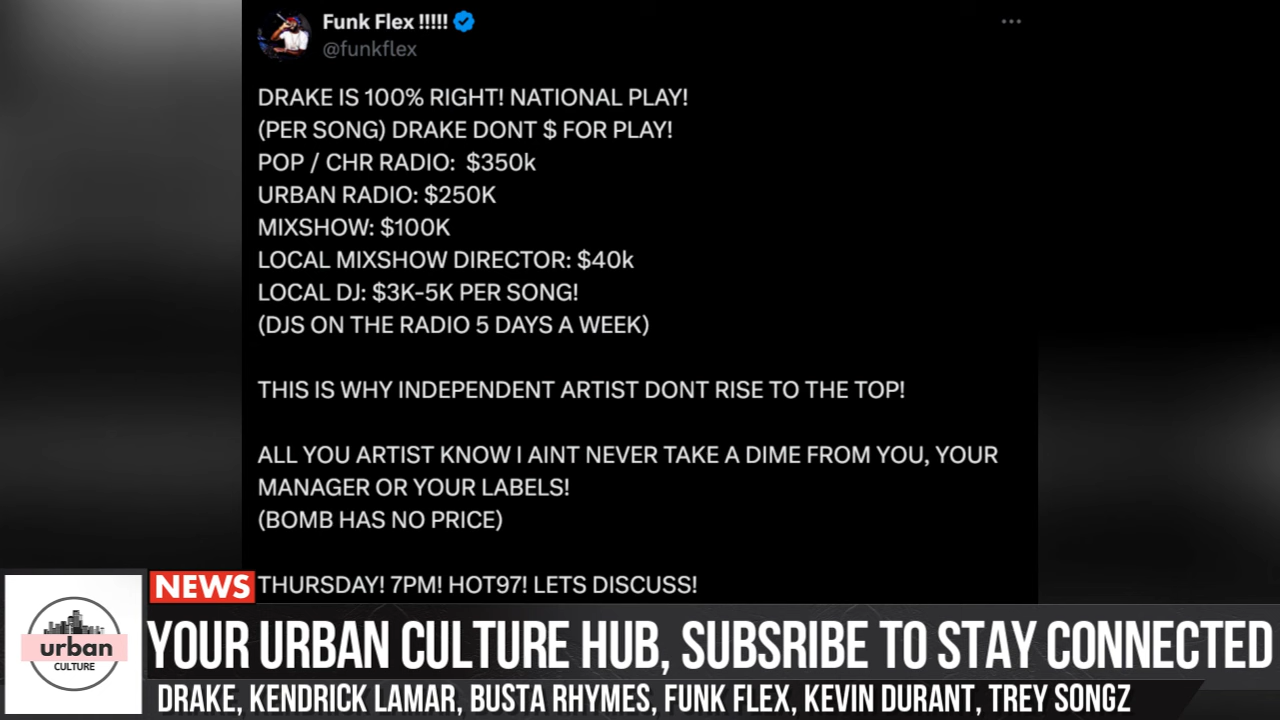 Funk Flex !!!!!
@funkflex
DRAKE IS 100% RIGHT! NATIONAL PLAY!
(PER SONG) DRAKE DONT $ FOR PLAY!
POP / CHR RADIO:  $350k
URBAN RADIO: $250K
MIXSHOW: $100K
LOCAL MIXSHOW DIRECTOR: $40k
LOCAL DJ: $3K-5K PER SONG!
(DJS ON THE RADIO 5 DAYS A WEEK)
THIS IS WHY INDEPENDENT ARTIST DONT RISE TO THE TOP!
ALL YOU ARTIST KNOW I AINT NEVER TAKE A DIME FROM YOU, YOUR
MANAGER OR YOUR LABELS!
(BOMB HAS NO PRICE)
THURSDAY! 7PM! HOT97! LETS DISCUSS!
NEWS
urban
CULTURE
YOUR URBAN CULTURE HUB, SUBSRIBE TO STAY CONNECTED
DRAKE, KENDRICK LAMAR, BUSTA RHYMES, FUNK FLEX, KEVIN DURANT, TREY SONGZ